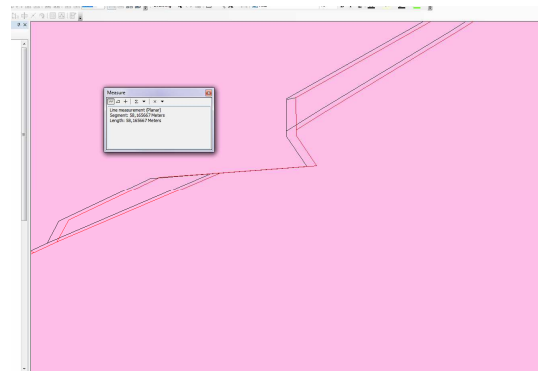 Measure
Line measurement (Planar)
Segment: 58,165667 Meters
Length: 58,165667 Meters